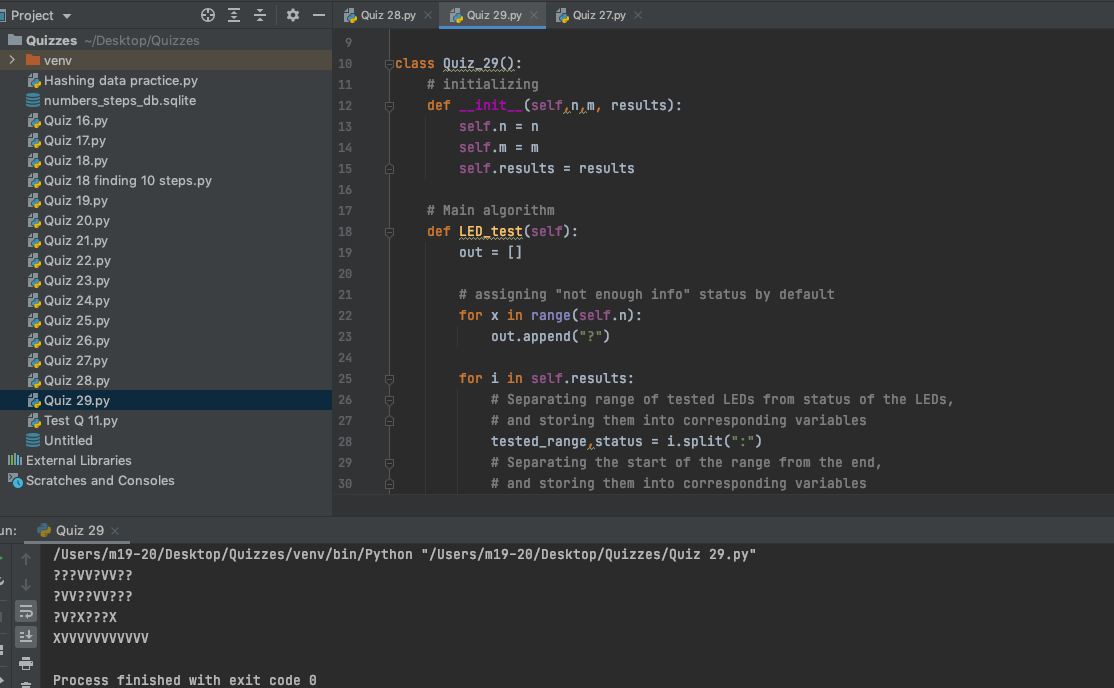 Project
Quizzes ~/Desktop/Quizzes
venv
Hashing data practice.py
numbers_steps_db.sqlite
Quiz 16.py
Quiz 17.py
Quiz 18.py
Quiz 18 finding 10 steps.py
Quiz 19.py
Quiz 20.py
Quiz 21.py
Quiz 22.py
Quiz 23.py
Quiz 24.py
Quiz 25.py
Quiz 26.py
Quiz 27.py
Quiz 28.py
Quiz 29.py
Test Q 11.py
Untitled
External Libraries
Scratches and Consoles
Quiz 28.py Quiz 29.py Quiz 27.py
9
10 class Quiz_29():
11 # initializing
12 def __init__(self,n,m, results):
13 self.n = n
14 self.m = m
15 self.results = results
16
17 # Main algorithm
18 def LED_test(self):
19 out = []
20
21 # assigning "not enough info" status by default
22 for x in range(self.n):
23 out.append("?")
24
25 for i in self.results:
26 # Separating range of tested LEDs from status of the LEDs,
27 # and storing them into corresponding variables
28 tested_range,status = i.split(":")
29 # Separating the start of the range from the end,
30 # and storing them into corresponding variables
un: Quiz 29
/Users/m19-20/Desktop/Quizzes/venv/bin/Python "/Users/m19-20/Desktop/Quizzes/Quiz 29.py"
???VV?VV??
?VV??VV???
?V?X???X
XVVVVVVVVVVV
Process finished with exit code 0